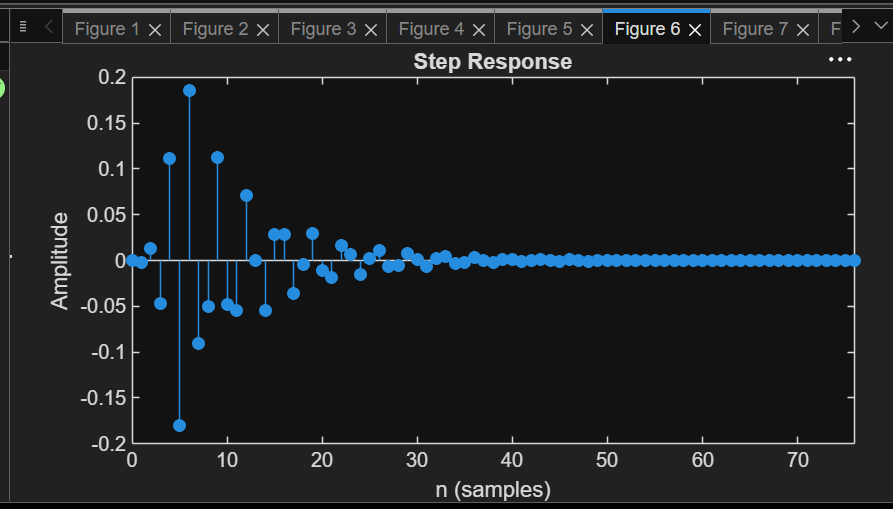 Figure 1 × Figure 2 × Figure 3 × Figure 4 × Figure 5 × Figure 6 × Figure 7 × F
Step Response
0.2
0.15
0.1
0.05
0
-0.05
-0.1
-0.15
-0.2
Amplitude
0 10 20 30 40 50 60 70
n (samples)